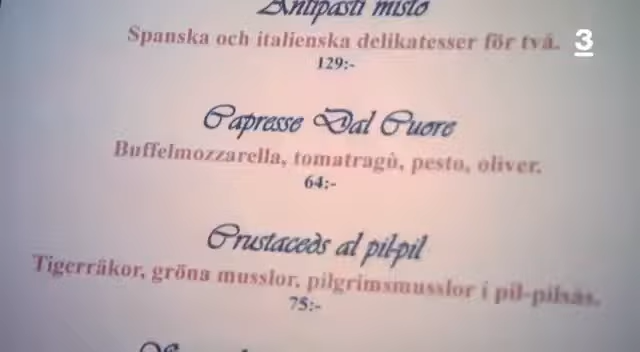 Antipasti misto
Spanska och italienska delikatesser för två.
129:-
3
Capresse Dal Cuore
Buffelmozzarella, tomatragù, pesto, oliver.
64:-
Crustaceos al pil-pil
Tigerräkor, gröna musslor, pilgrimsmusslor i pil-pilsås.
75:-